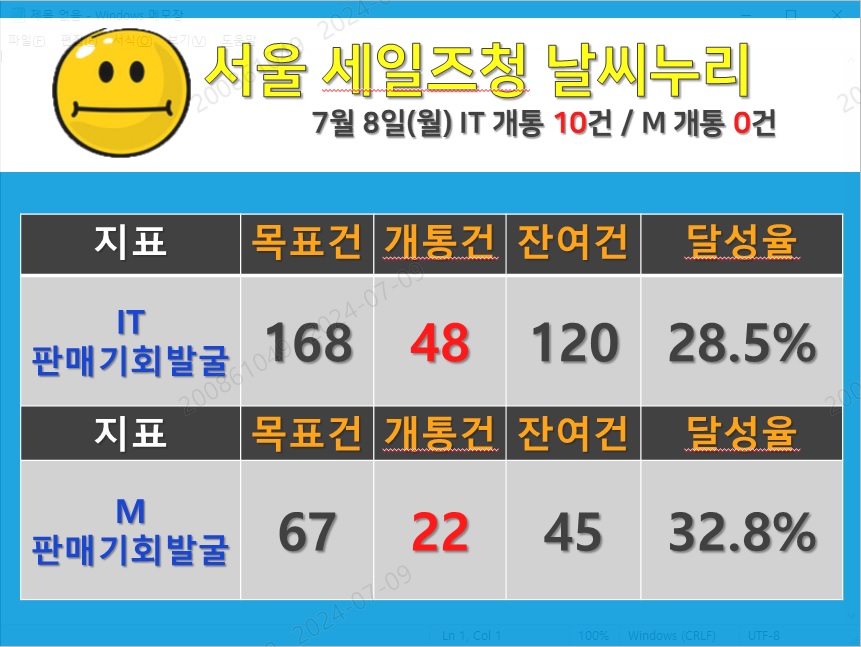 제목 없음 - Windows 메모장
파일(F) 편집(E) 서식(O) 보기(V) 도움말
서울 세일즈청 날씨누리
7월 8일(월) IT 개통 10건 / M 개통 0건
지표 목표건 개통건 잔여건 달성율
IT
판매기회발굴 168 48 120 28.5%
지표 목표건 개통건 잔여건 달성율
M
판매기회발굴 67 22 45 32.8%
200861049 2024-07-09
2024-07-09
Ln 1, Col 1 100% Windows (CRLF) UTF-8